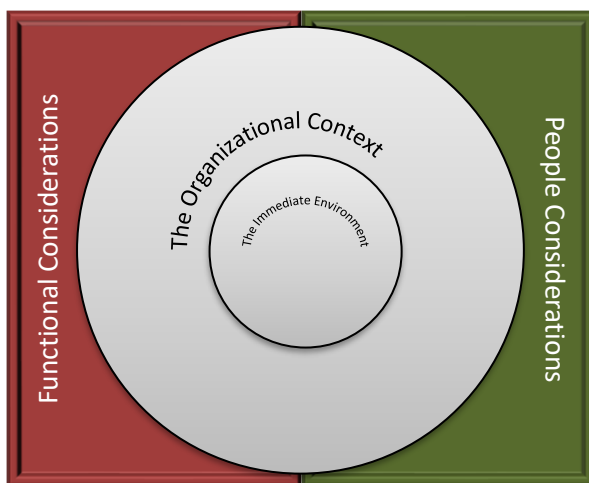 Functional Considerations
The Organizational Context
The Immediate Environment
People Considerations